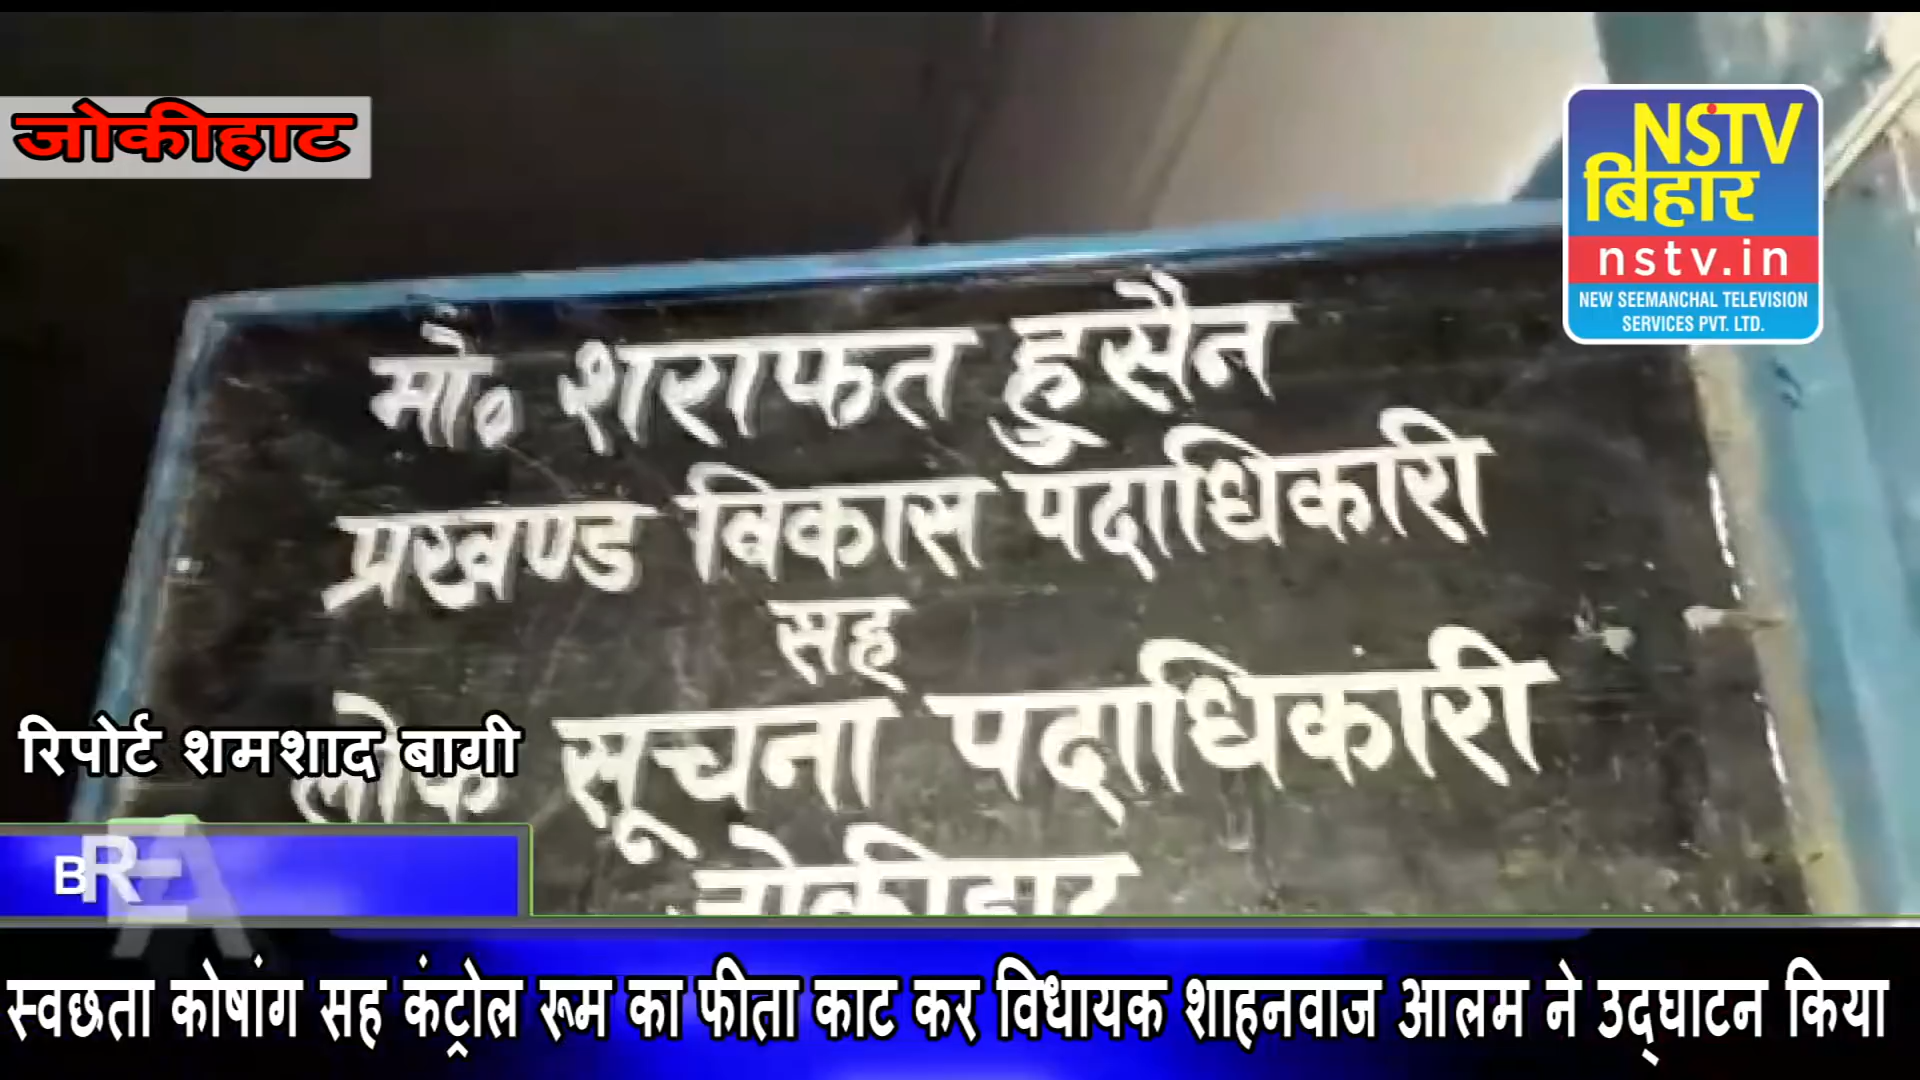 जोकीहाट
NSTV
बिहार
nstv.in
NEW SEEMANCHAL TELEVISION
SERVICES PVT. LTD.
मो० शराफत हुसैन
प्रखण्ड विकास पदाधिकारी
सह
लोक सूचना पदाधिकारी
जोकीहाट
रिपोर्ट शमशाद बागी
BREA
स्वछता कोषांग सह कंट्रोल रूम का फीता काट कर विधायक शाहनवाज आलम ने उद्घाटन किया